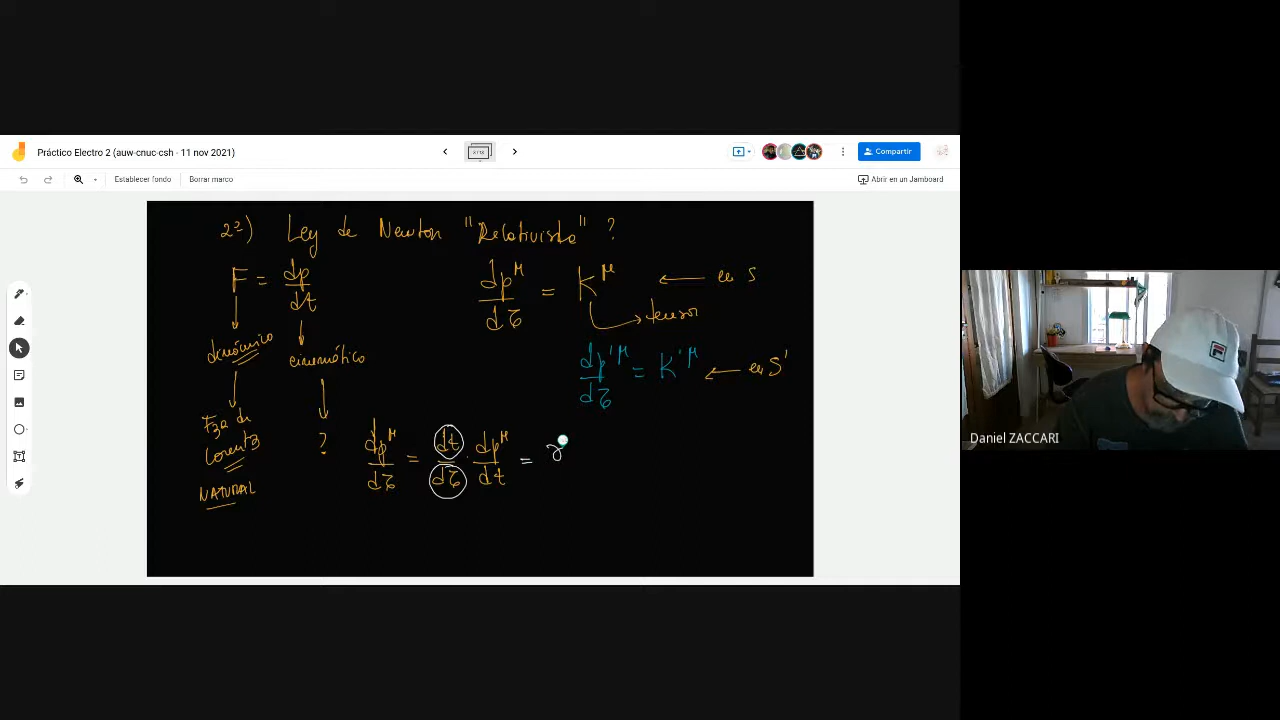 Práctico Electro 2 (auw-cnuc-csh - 11 nov 2021)
Compartir
Establecer fondo
Borrar marco
Abrir en un Jamboard
2º) Ley de Newton "Relativista" ?
F = dp/dt
dp^μ/dτ = K^μ ← en S
tensor
dinámico
cinemático
dp'^μ/dτ = K'^μ ← en S'
Fza de
Lorentz
?
dp^μ/dτ = dt/dτ · dp^μ/dt = γ
NATURAL
Daniel ZACCARI
FILA